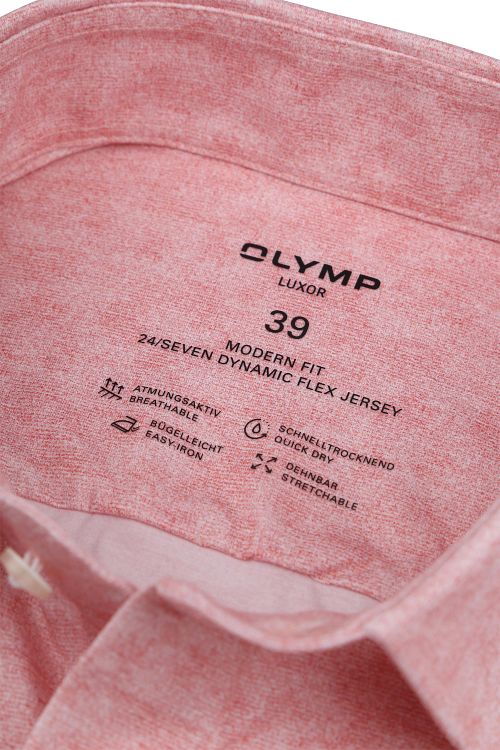 OLYMP
LUXOR
39
MODERN FIT
24/SEVEN DYNAMIC FLEX JERSEY
ATMUNGSAKTIV
BREATHABLE
BÜGELLEICHT
EASY-IRON
SCHNELLTROCKNEND
QUICK DRY
DEHNBAR
STRETCHABLE